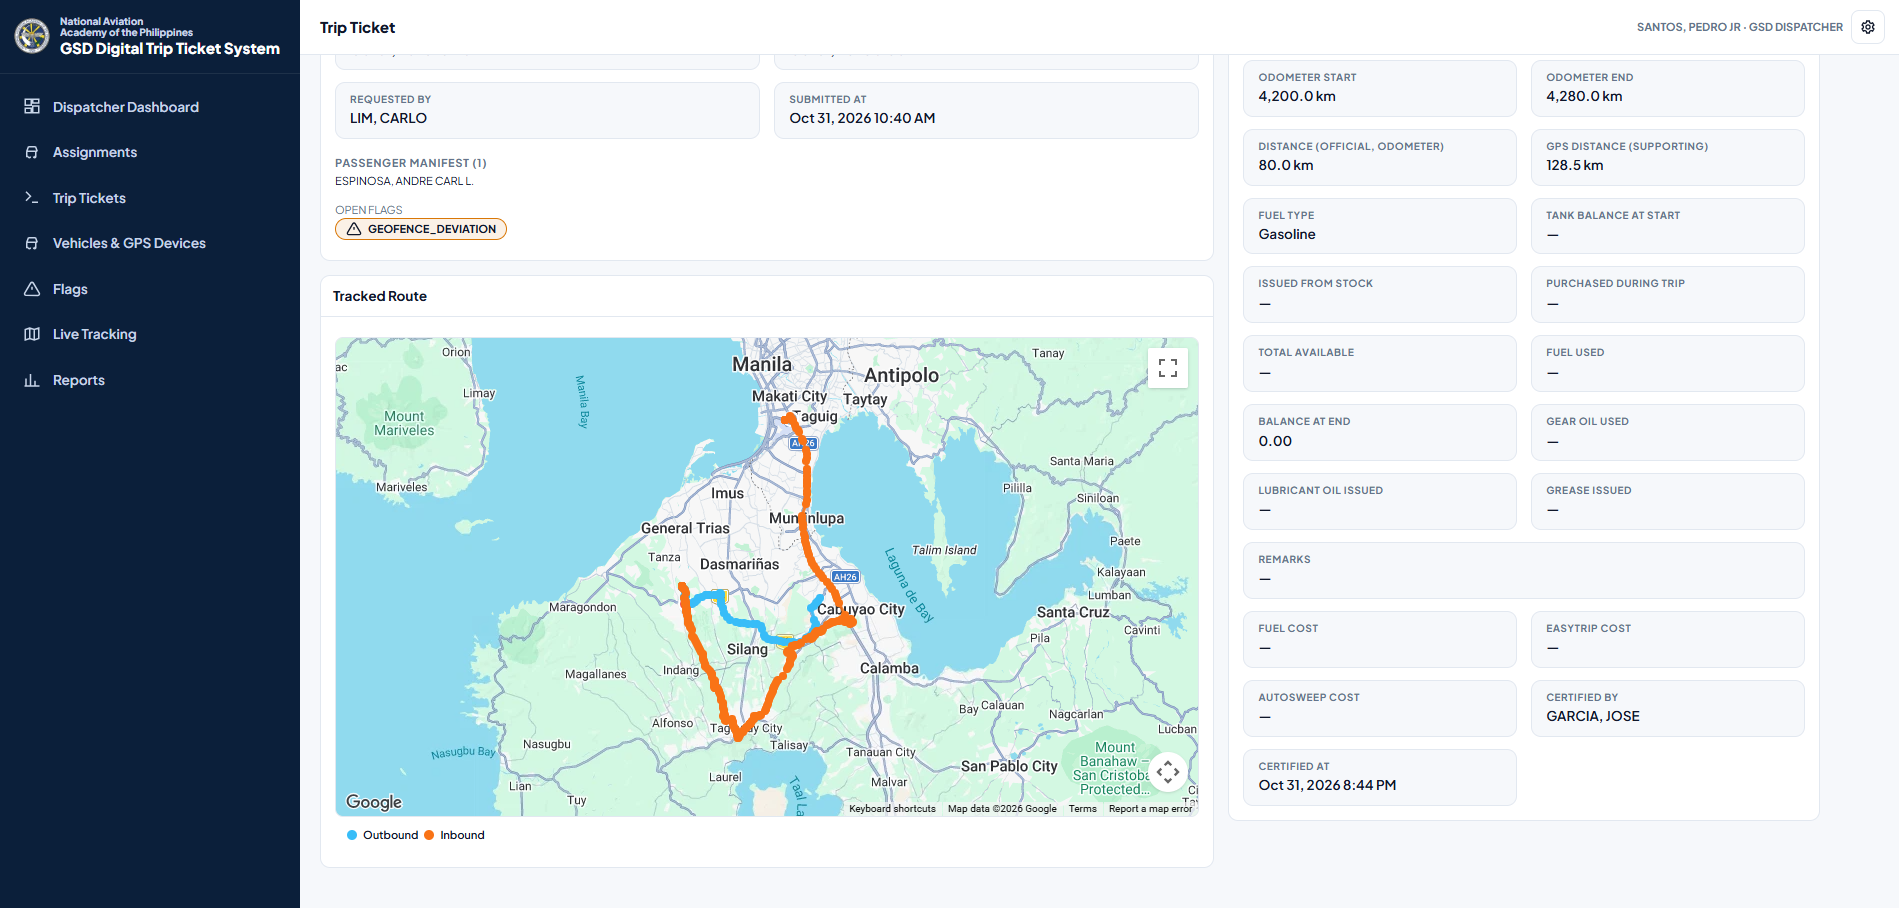 National Aviation
Academy of the Philippines
GSD Digital Trip Ticket System
Dispatcher Dashboard
Assignments
Trip Tickets
Vehicles & GPS Devices
Flags
Live Tracking
Reports
Trip Ticket
SANTOS, PEDRO JR · GSD DISPATCHER
REQUESTED BY
LIM, CARLO
SUBMITTED AT
Oct 31, 2026 10:40 AM
PASSENGER MANIFEST (1)
ESPINOSA, ANDRE CARL L.
OPEN FLAGS
GEOFENCE_DEVIATION
Tracked Route
Orion
Manila
Tanay
Antipolo
Limay
Manila Bay
Makati City
Taytay
Mount
Mariveles
Taguig
AH26
Santa Maria
Mariveles
Imus
Pililla
Siniloan
General Trias
Muntinlupa
Talim Island
Paete
Tanza
Dasmariñas
Laguna de Bay
AH26
Kalayaan
Lumban
Maragondon
Cabuyao City
Santa Cruz
Cavinti
Pila
Silang
Indang
Calamba
Magallanes
Bay
Calauan
Nagcarlan
Alfonso
Lucban
Nasugbu
Talisay
Tanauan City
Nasugbu Bay
Mount
Banahaw –
San Cristoba
Protected...
San Pablo City
Laurel
Malvar
Lian
Tuy
Google
Keyboard shortcuts
Map data ©2026 Google
Terms
Report a map error
Outbound
Inbound
ODOMETER START
4,200.0 km
ODOMETER END
4,280.0 km
DISTANCE (OFFICIAL, ODOMETER)
80.0 km
GPS DISTANCE (SUPPORTING)
128.5 km
FUEL TYPE
Gasoline
TANK BALANCE AT START
—
ISSUED FROM STOCK
—
PURCHASED DURING TRIP
—
TOTAL AVAILABLE
—
FUEL USED
—
BALANCE AT END
0.00
GEAR OIL USED
—
LUBRICANT OIL ISSUED
—
GREASE ISSUED
—
REMARKS
—
FUEL COST
—
EASYTRIP COST
—
AUTOSWEEP COST
—
CERTIFIED BY
GARCIA, JOSE
CERTIFIED AT
Oct 31, 2026 8:44 PM